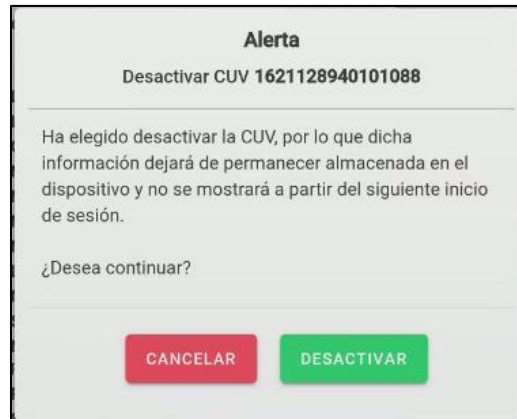 Alerta
Desactivar CUV 1621128940101088
Ha elegido desactivar la CUV, por lo que dicha
información dejará de permanecer almacenada en el
dispositivo y no se mostrará a partir del siguiente inicio
de sesión.
¿Desea continuar?
CANCELAR
DESACTIVAR